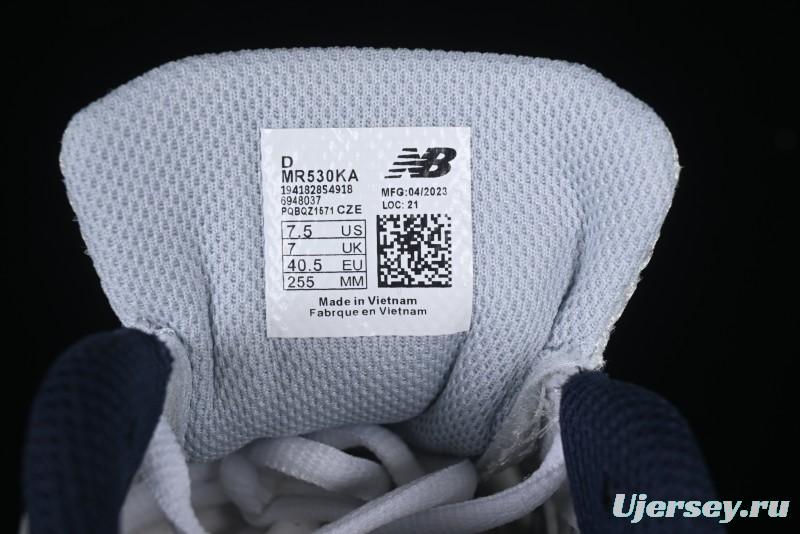 D
MR530KA
194182854918
6948037
PQBQZ1571 CZE
NB
MFG:04/2023
LOC: 21
7.5 US
7 UK
40.5 EU
255 MM
Made in Vietnam
Fabrque en Vietnam
Ujersey.ru